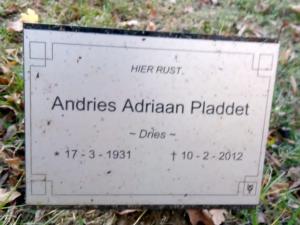 HIER RUST
Andries Adriaan Pladdet
~ Dries ~
* 17 - 3 - 1931 † 10 - 2 - 2012